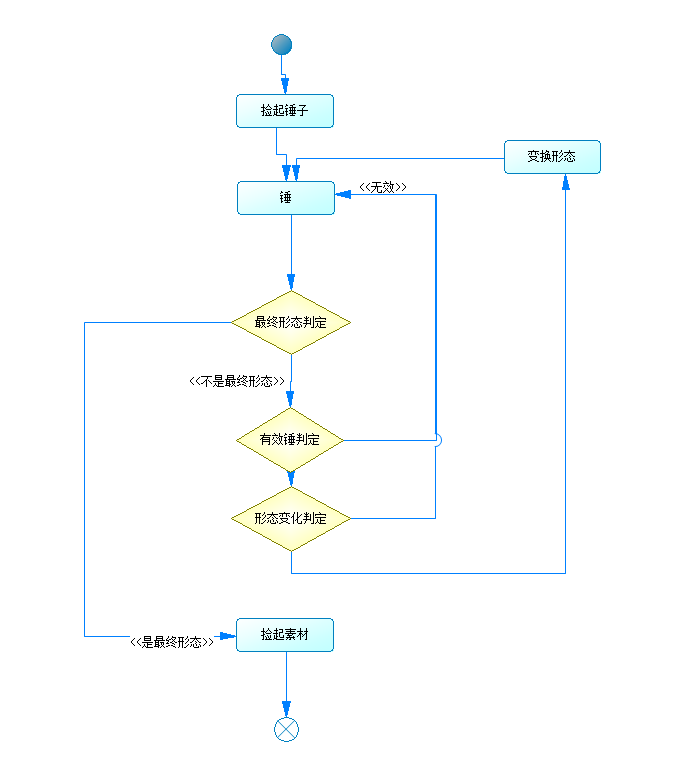 捡起锤子
变换形态
<<无效>>
锤
最终形态判定
<<不是最终形态>>
有效锤判定
形态变化判定
捡起素材
<<是最终形态>>